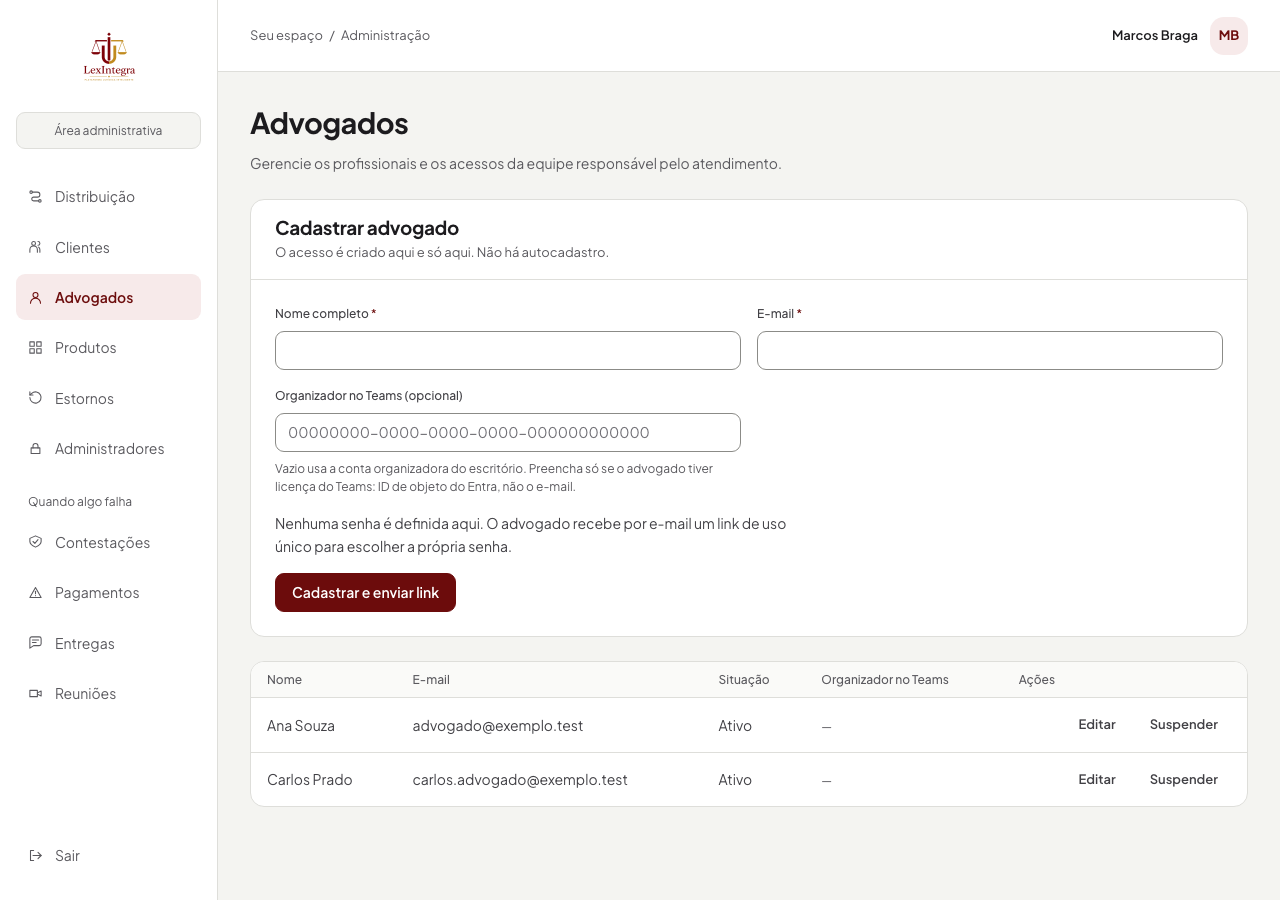 LexIntegra
Área administrativa
Distribuição
Clientes
Advogados
Produtos
Estornos
Administradores
Quando algo falha
Contestações
Pagamentos
Entregas
Reuniões
Sair
Seu espaço / Administração
Marcos Braga MB
Advogados
Gerencie os profissionais e os acessos da equipe responsável pelo atendimento.
Cadastrar advogado
O acesso é criado aqui e só aqui. Não há autocadastro.
Nome completo * E-mail *
Organizador no Teams (opcional)
00000000-0000-0000-0000-000000000000
Vazio usa a conta organizadora do escritório. Preencha só se o advogado tiver
licença do Teams: ID de objeto do Entra, não o e-mail.
Nenhuma senha é definida aqui. O advogado recebe por e-mail um link de uso
único para escolher a própria senha.
Cadastrar e enviar link
Nome E-mail Situação Organizador no Teams Ações
Ana Souza advogado@exemplo.test Ativo — Editar Suspender
Carlos Prado carlos.advogado@exemplo.test Ativo — Editar Suspender